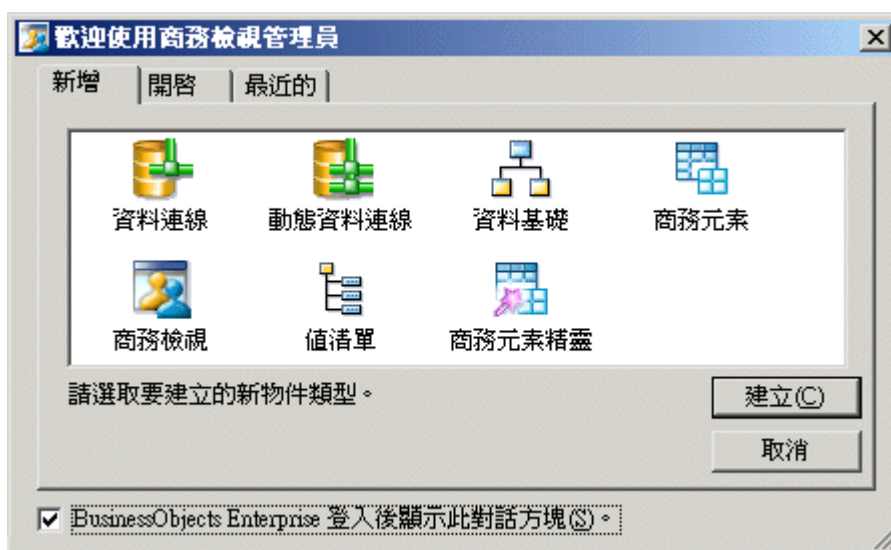 歡迎使用商務檢視管理員
新增 開啓 最近的
資料連線 動態資料連線 資料基礎 商務元素
商務檢視 值清單 商務元素精靈
請選取要建立的新物件類型。
建立(C)
取消
BusinessObjects Enterprise 登入後顯示此對話方塊(S)。